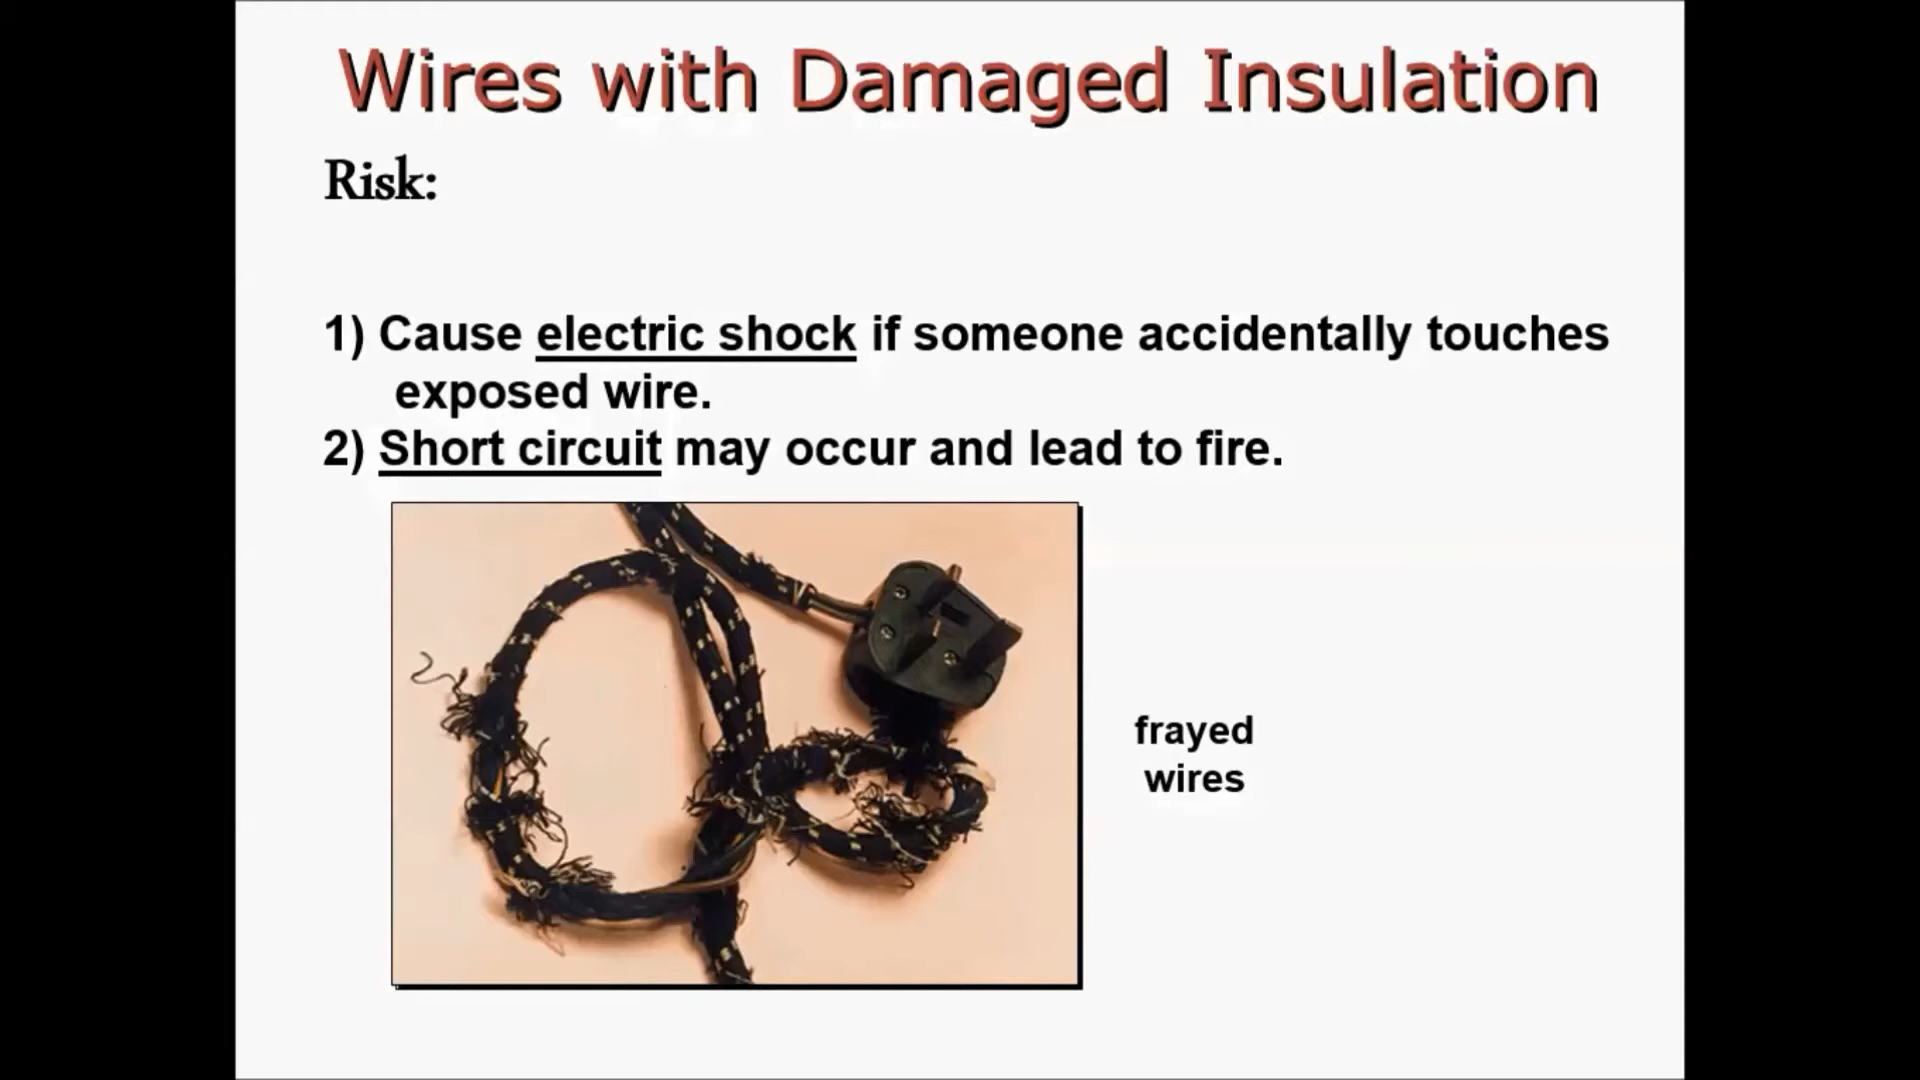 Wires with Damaged Insulation
Risk:
1) Cause electric shock if someone accidentally touches
exposed wire.
2) Short circuit may occur and lead to fire.
frayed
wires